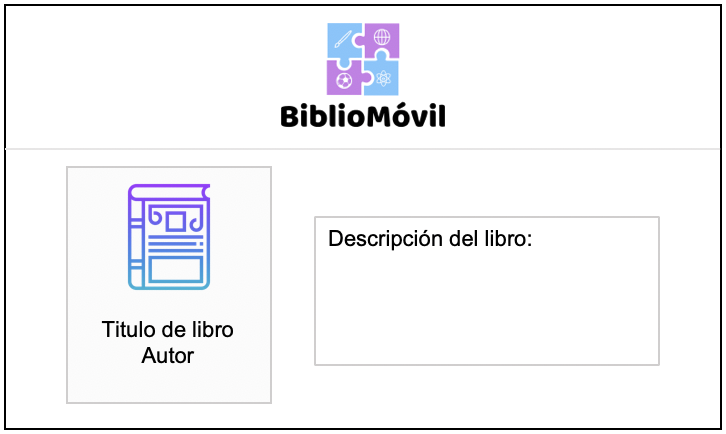 BiblioMóvil
Titulo de libro
Autor
Descripción del libro: